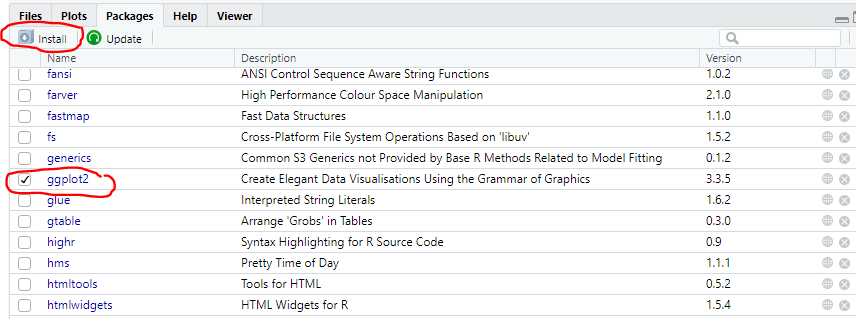 Files Plots Packages Help Viewer
Install Update
Name Description Version
fansi ANSI Control Sequence Aware String Functions 1.0.2
farver High Performance Colour Space Manipulation 2.1.0
fastmap Fast Data Structures 1.1.0
fs Cross-Platform File System Operations Based on 'libuv' 1.5.2
generics Common S3 Generics not Provided by Base R Methods Related to Model Fitting 0.1.2
ggplot2 Create Elegant Data Visualisations Using the Grammar of Graphics 3.3.5
glue Interpreted String Literals 1.6.2
gtable Arrange 'Grobs' in Tables 0.3.0
highr Syntax Highlighting for R Source Code 0.9
hms Pretty Time of Day 1.1.1
htmltools Tools for HTML 0.5.2
htmlwidgets HTML Widgets for R 1.5.4